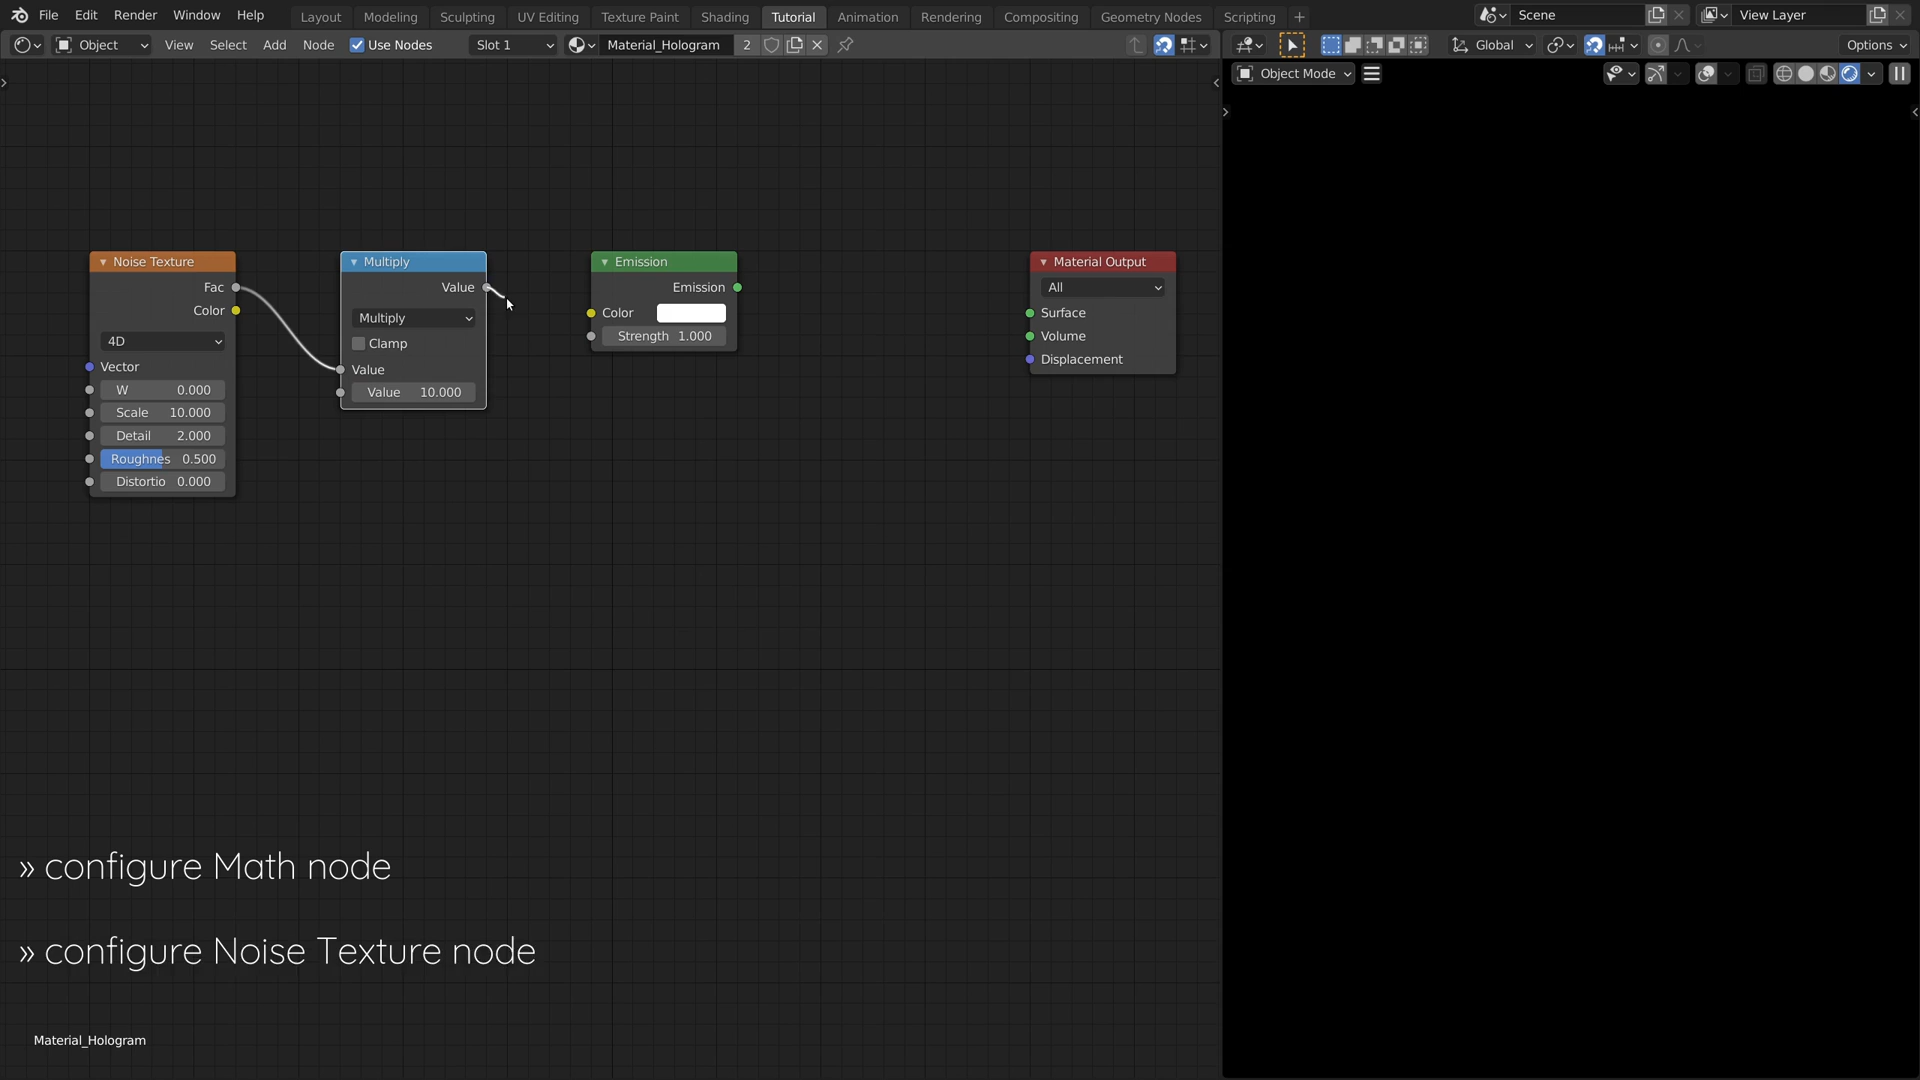 File Edit Render Window Help Layout Modeling Sculpting UV Editing Texture Paint Shading Tutorial Animation Rendering Compositing Geometry Nodes Scripting + Scene View Layer
Object View Select Add Node Use Nodes Slot 1 Material_Hologram 2 Global Options
Object Mode
Noise Texture
Fac
Color
4D
Vector
W 0.000
Scale 10.000
Detail 2.000
Roughnes 0.500
Distortio 0.000
Multiply
Value
Multiply
Clamp
Value
Value 10.000
Emission
Emission
Color
Strength 1.000
Material Output
All
Surface
Volume
Displacement
» configure Math node
» configure Noise Texture node
Material_Hologram